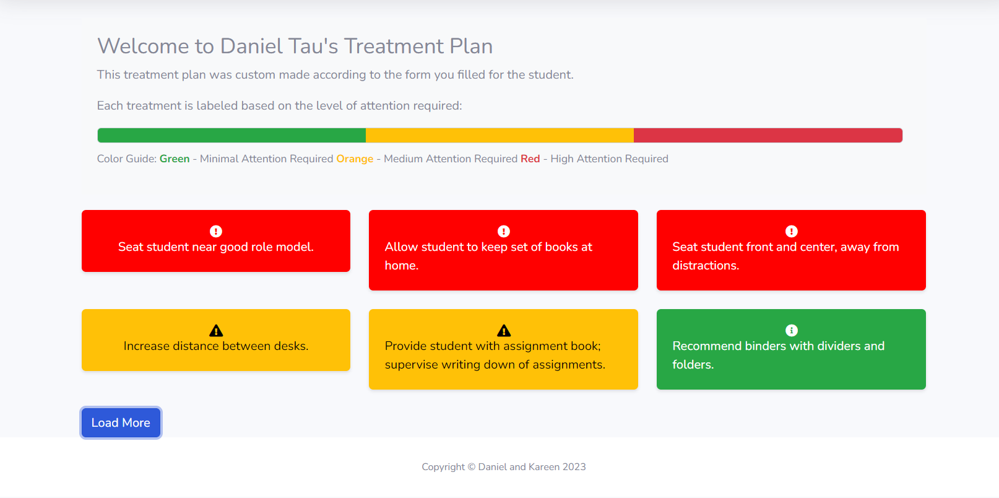 Welcome to Daniel Tau's Treatment Plan
This treatment plan was custom made according to the form you filled for the student.
Each treatment is labeled based on the level of attention required:
Color Guide: Green - Minimal Attention Required Orange - Medium Attention Required Red - High Attention Required
Seat student near good role model.
Allow student to keep set of books at
home.
Seat student front and center, away from
distractions.
Increase distance between desks.
Provide student with assignment book;
supervise writing down of assignments.
Recommend binders with dividers and
folders.
Load More
Copyright © Daniel and Kareen 2023